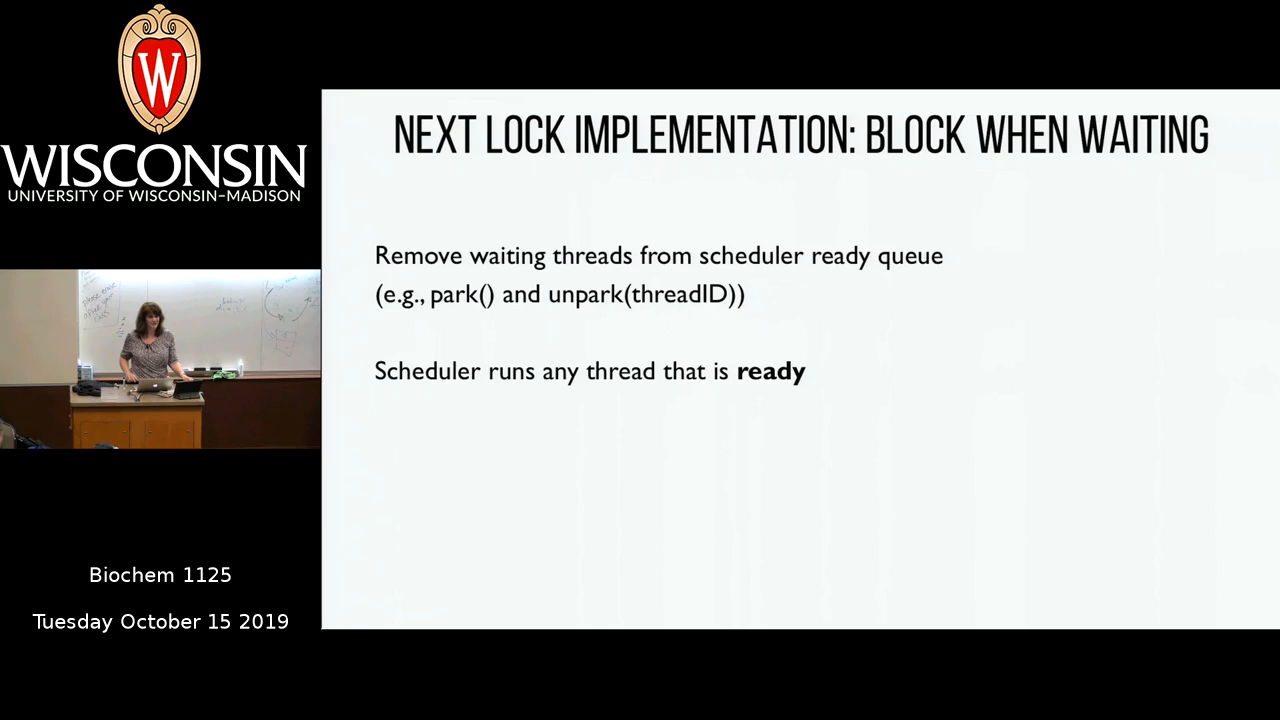 W
WISCONSIN
UNIVERSITY OF WISCONSIN–MADISON
NEXT LOCK IMPLEMENTATION: BLOCK WHEN WAITING
Remove waiting threads from scheduler ready queue
(e.g., park() and unpark(threadID))
Scheduler runs any thread that is ready
Biochem 1125
Tuesday October 15 2019